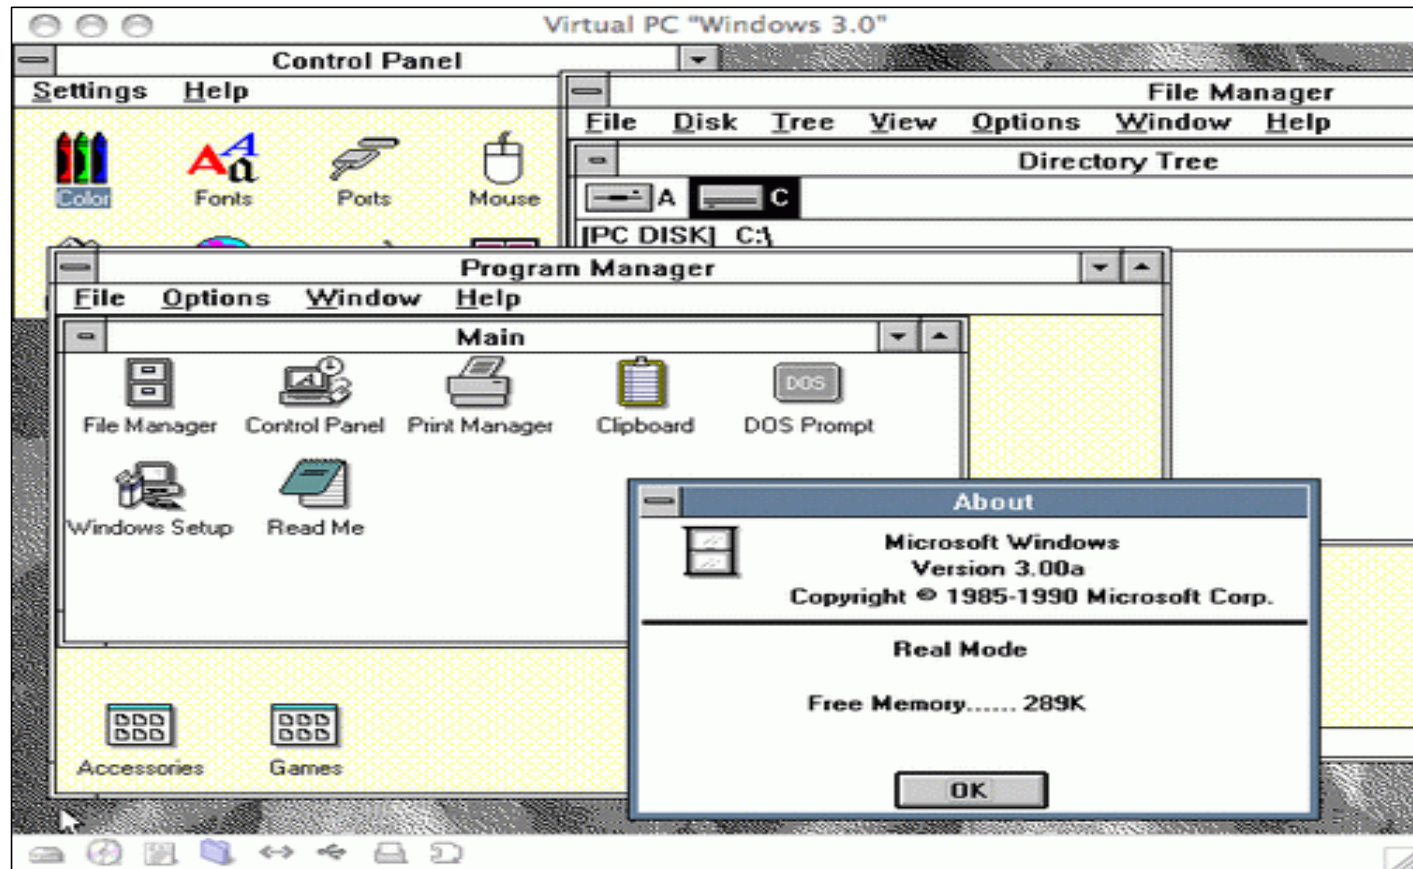 Virtual PC "Windows 3.0"
Control Panel
Settings Help
Color Fonts Ports Mouse
File Manager
File Disk Tree View Options Window Help
Directory Tree
A C
[PC DISK] C:\
Program Manager
File Options Window Help
Main
File Manager Control Panel Print Manager Clipboard DOS Prompt
DOS
Windows Setup Read Me
Accessories Games
About
Microsoft Windows
Version 3.00a
Copyright © 1985-1990 Microsoft Corp.
Real Mode
Free Memory...... 289K
OK